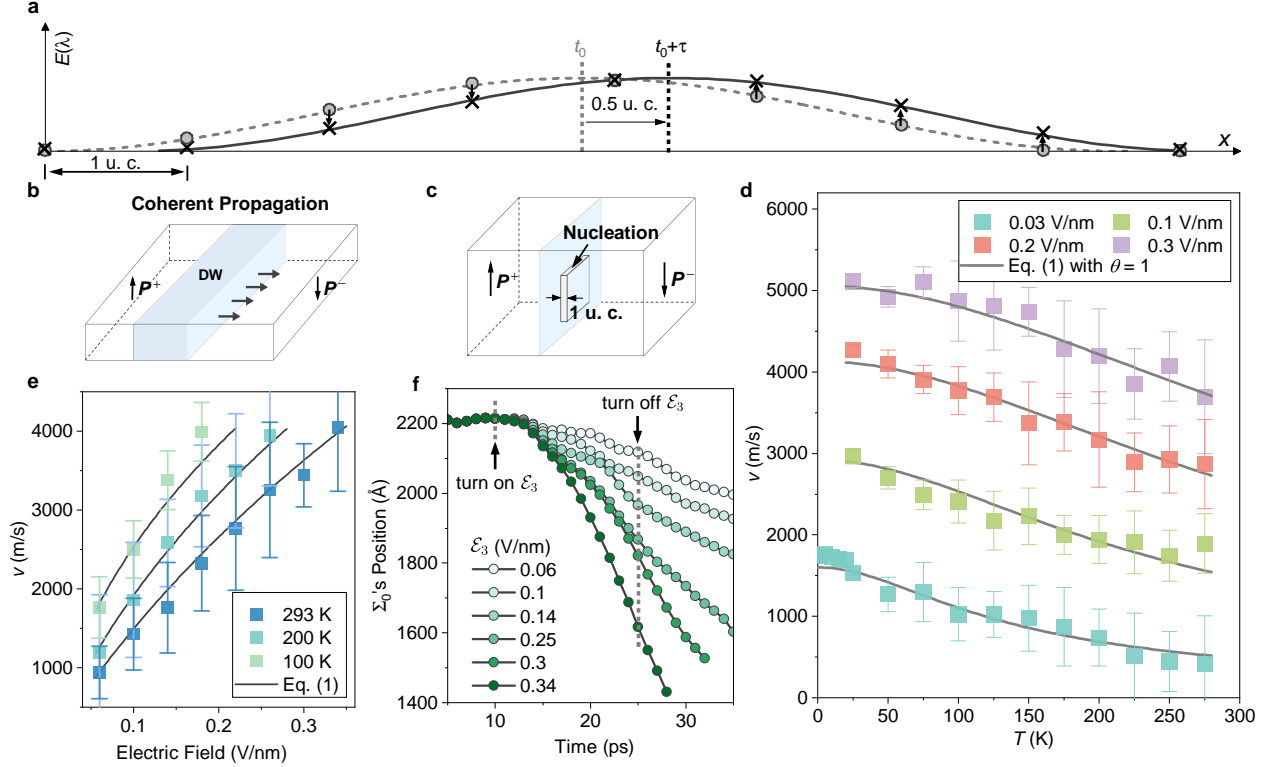 a
E(λ)
t₀
t₀+τ
0.5 u. c.
x
1 u. c.
b
Coherent Propagation
DW
P⁺
P⁻
c
Nucleation
P⁺
P⁻
1 u. c.
d
6000
5000
4000
3000
2000
1000
0
v (m/s)
0.03 V/nm
0.1 V/nm
0.2 V/nm
0.3 V/nm
Eq. (1) with θ = 1
0
50
100
150
200
250
300
T (K)
e
4000
3000
2000
1000
v (m/s)
293 K
200 K
100 K
Eq. (1)
0.1
0.2
0.3
Electric Field (V/nm)
f
2200
2000
1800
1600
1400
Σ₀'s Position (Å)
turn on ℰ₃
turn off ℰ₃
ℰ₃ (V/nm)
0.06
0.1
0.14
0.25
0.3
0.34
10
20
30
Time (ps)